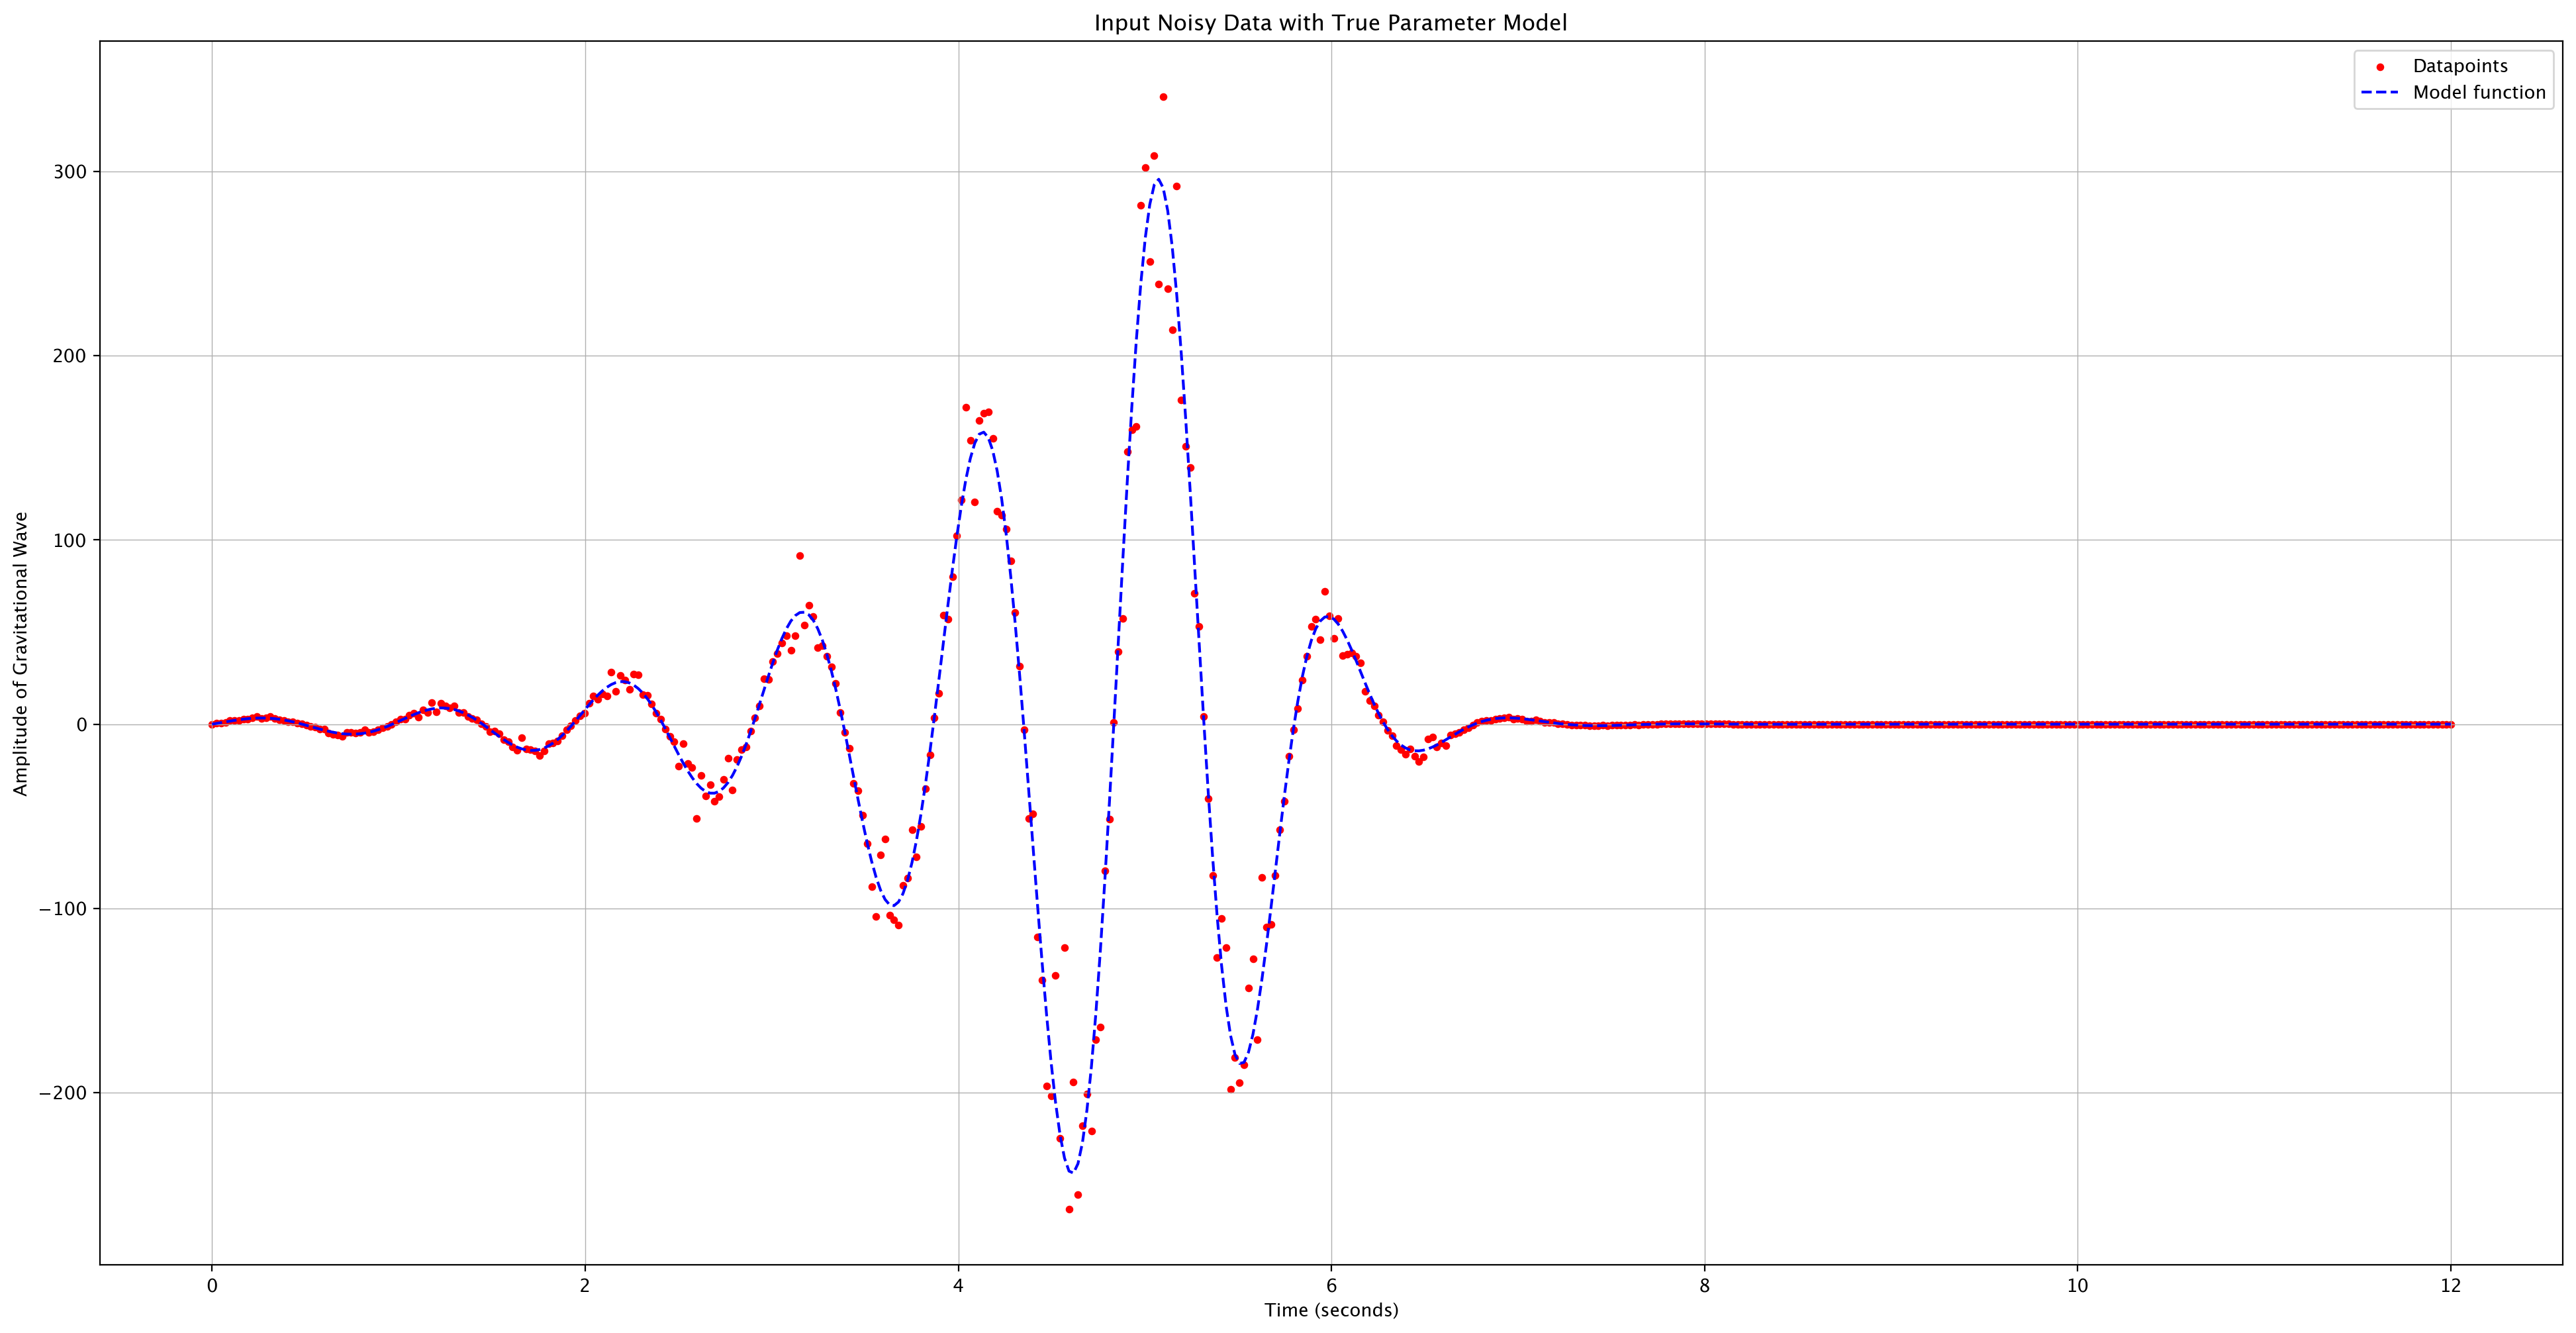 Input Noisy Data with True Parameter Model
Datapoints
Model function
Amplitude of Gravitational Wave
300
200
100
0
−100
−200
0 2 4 6 8 10 12
Time (seconds)